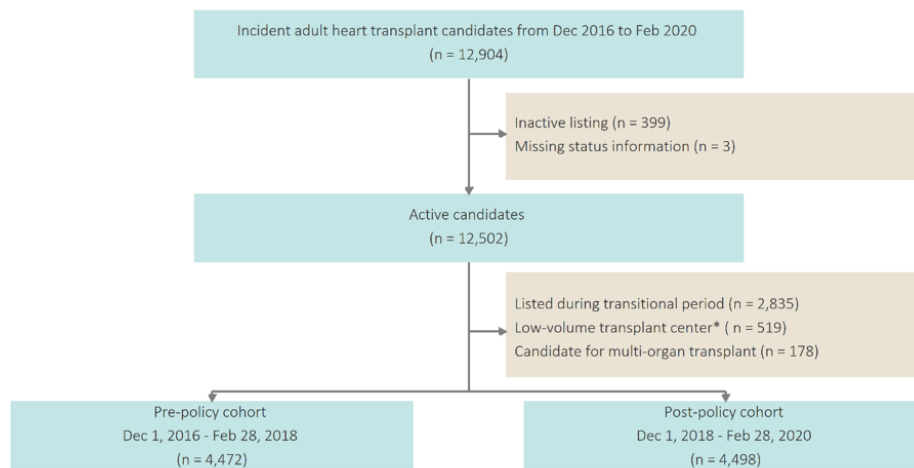 Incident adult heart transplant candidates from Dec 2016 to Feb 2020
(n = 12,904)
Inactive listing (n = 399)
Missing status information (n = 3)
Active candidates
(n = 12,502)
Listed during transitional period (n = 2,835)
Low-volume transplant center* ( n = 519)
Candidate for multi-organ transplant (n = 178)
Pre-policy cohort
Dec 1, 2016 - Feb 28, 2018
(n = 4,472)
Post-policy cohort
Dec 1, 2018 - Feb 28, 2020
(n = 4,498)